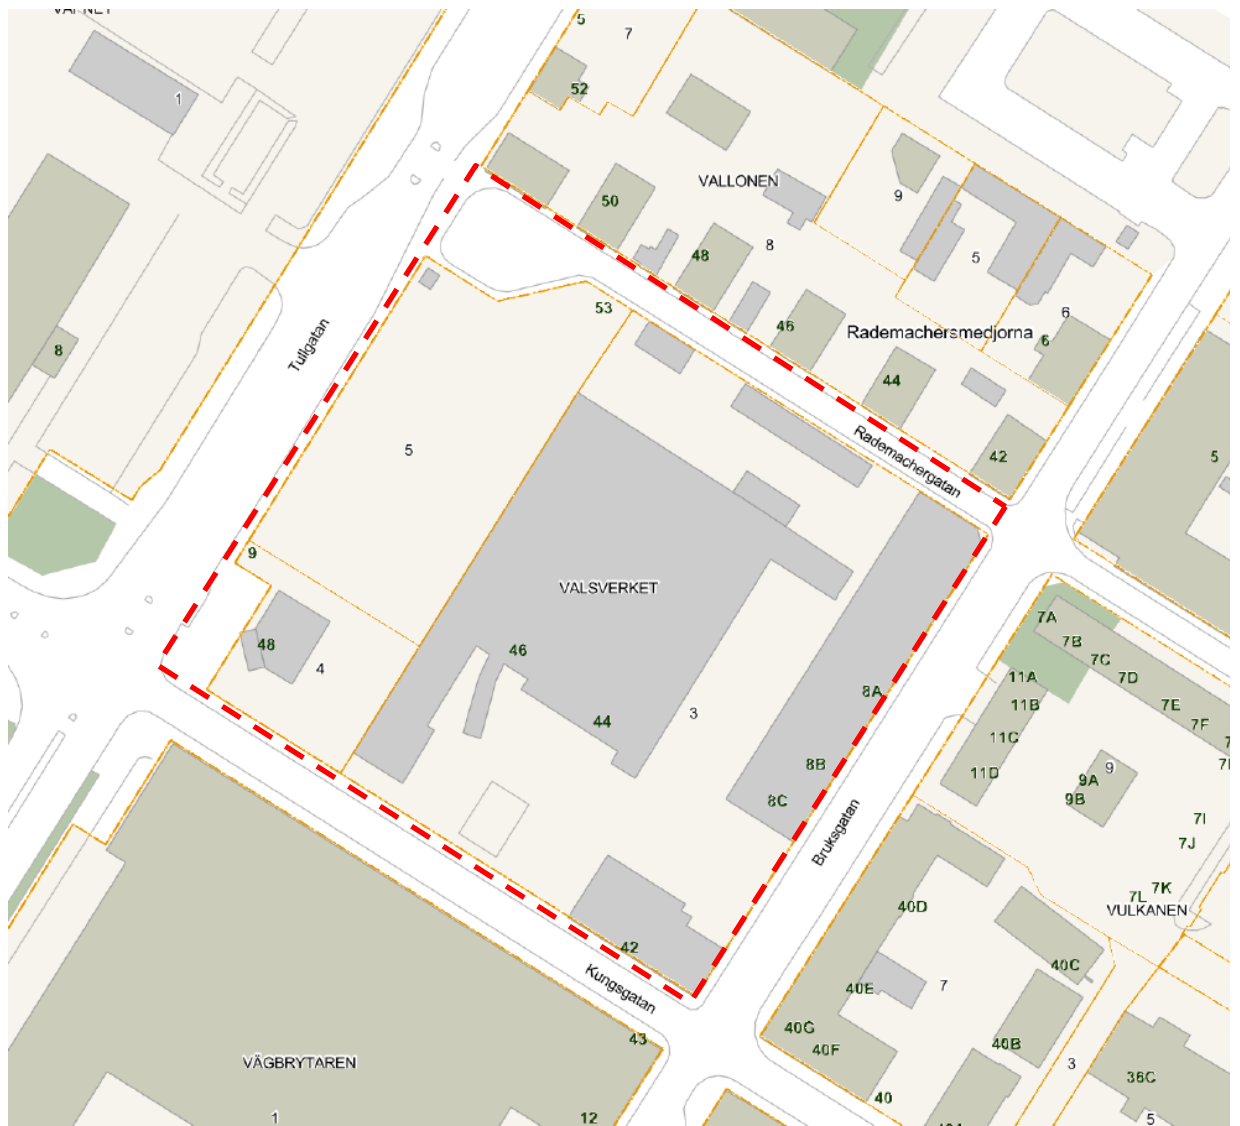 5
7
52
1
VALLONEN
9
50
8
48
5
6
Rademachersmedjorna
6
53
46
Tullgatan
8
44
5
Rademachergatan
42
5
9
VALSVERKET
7A
7B
7C
48
46
4
11A
7D
8A
11B
7E
3
44
7F
11C
8B
11D
9
9A
8C
9B
7I
Bruksgatan
7J
7K
7L
40D
VULKANEN
42
40C
Kungsgatan
40E
7
40G
43
40F
40B
VÄGBRYTAREN
3
36C
40
1
12
5